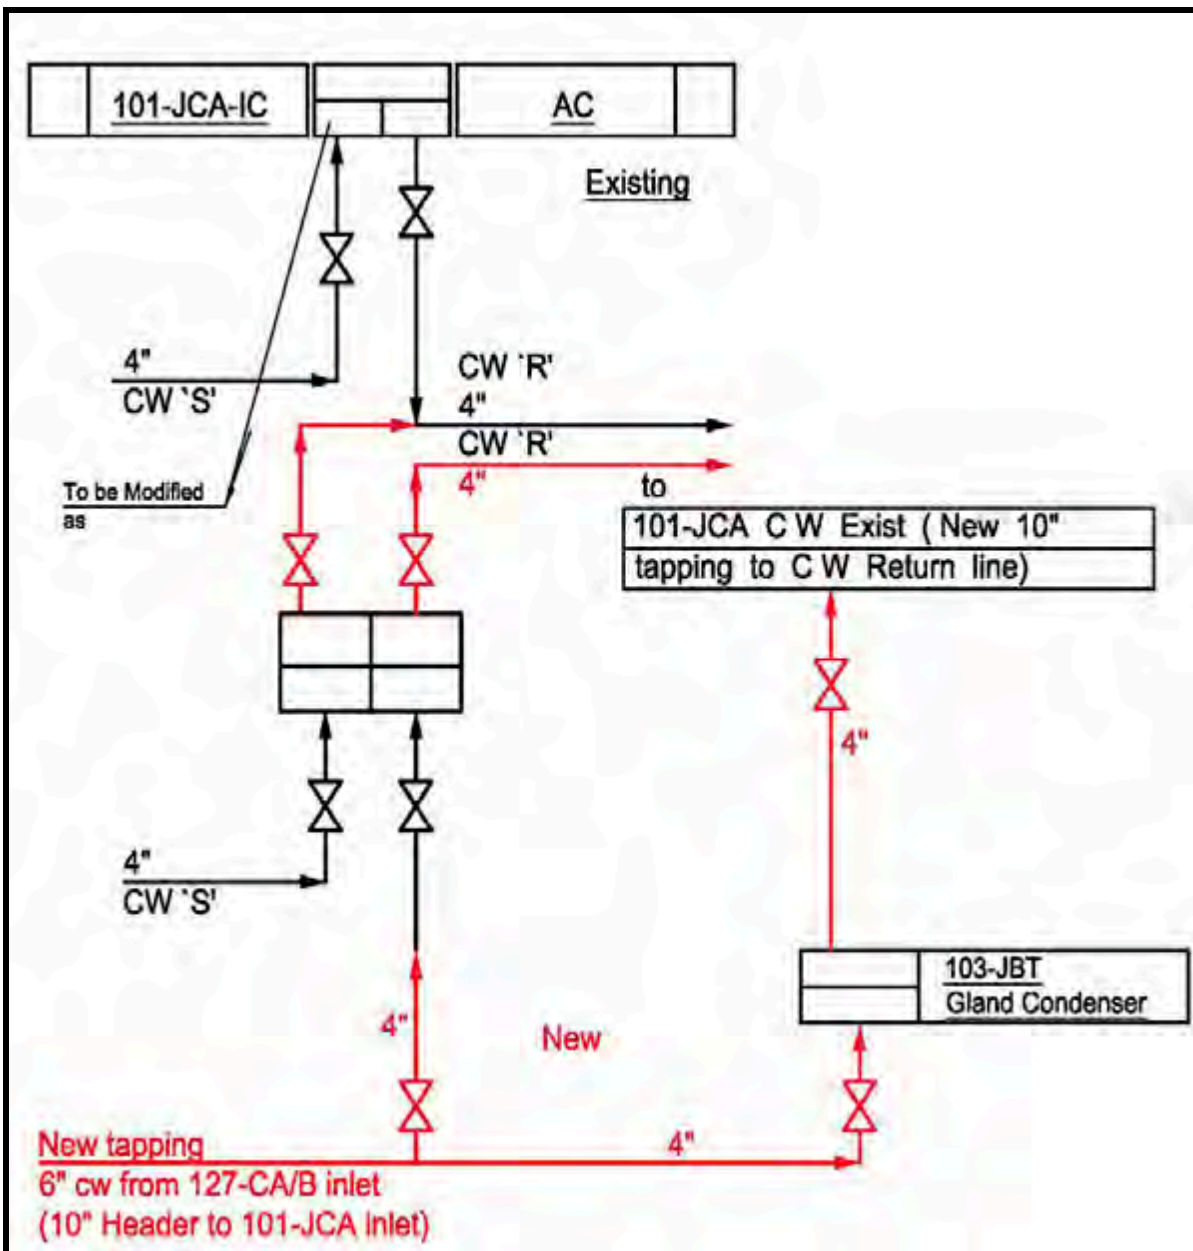 101-JCA-IC
AC
Existing
4"
CW `S'
CW `R'
4"
CW `R'
4"
To be Modified
as
to
101-JCA C W Exist ( New 10"
tapping to C W Return line)
4"
4"
CW `S'
103-JBT
Gland Condenser
4"
New
New tapping
4"
6" cw from 127-CA/B inlet
(10" Header to 101-JCA inlet)